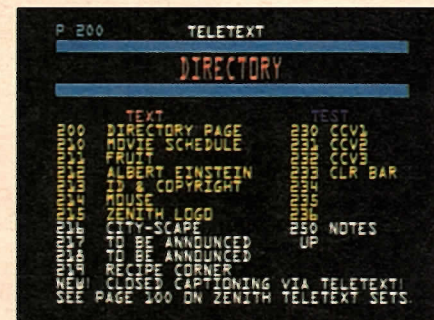 P 200 TELETEXT
DIRECTORY
TEXT TEST
200 DIRECTORY PAGE 230 CCV1
210 MOVIE SCHEDULE 231 CCV2
211 FRUIT 232 CCV3
212 ALBERT EINSTEIN 233 CLR BAR
213 ID & COPYRIGHT 234
214 MOUSE 235
215 ZENITH LOGO 236
216 CITY-SCAPE 250 NOTES
217 TO BE ANNOUNCED UP
218 TO BE ANNOUNCED
219 RECIPE CORNER
NEW! CLOSED CAPTIONING VIA TELETEXT!
SEE PAGE 100 ON ZENITH TELETEXT SETS.